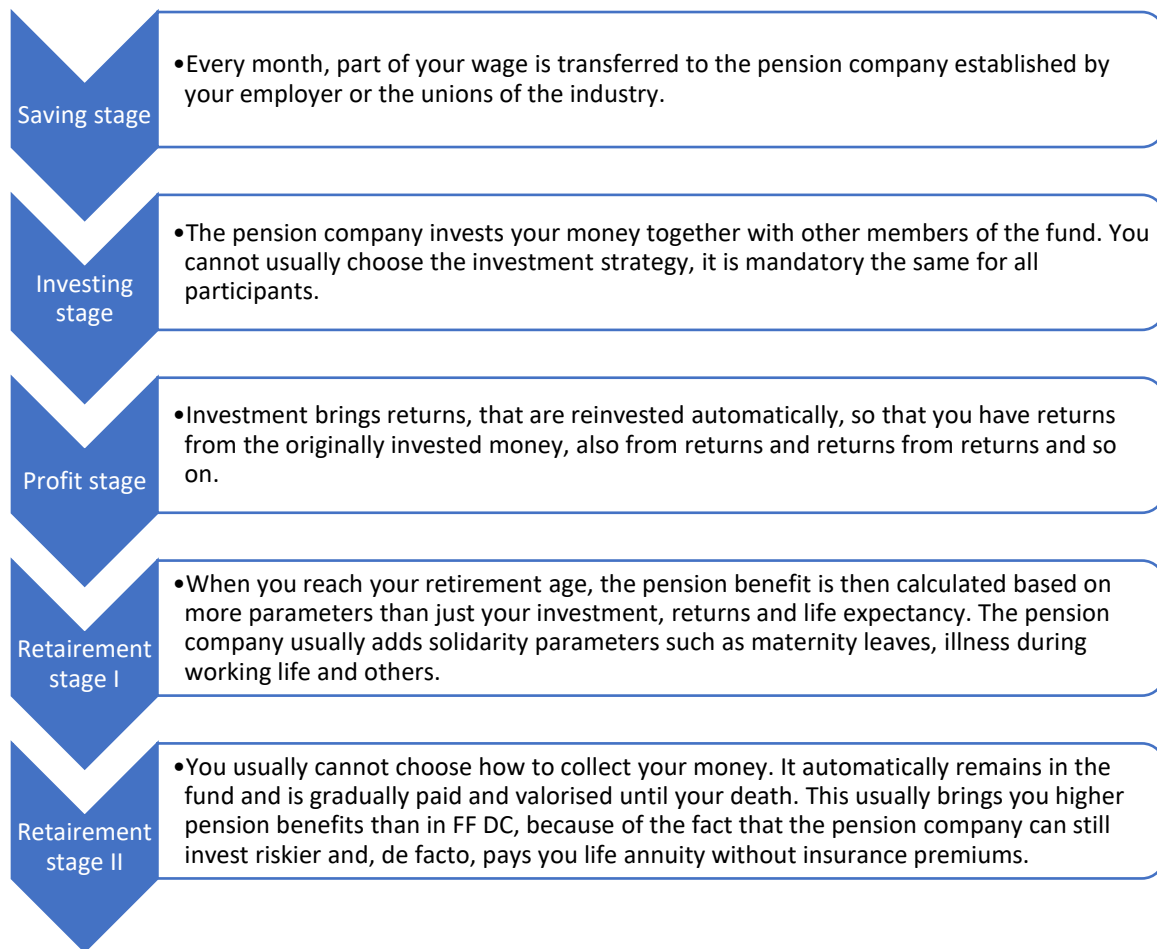 Saving stage
•Every month, part of your wage is transferred to the pension company established by
your employer or the unions of the industry.
Investing
stage
•The pension company invests your money together with other members of the fund. You
cannot usually choose the investment strategy, it is mandatory the same for all
participants.
Profit stage
•Investment brings returns, that are reinvested automatically, so that you have returns
from the originally invested money, also from returns and returns from returns and so
on.
Retairement
stage I
•When you reach your retirement age, the pension benefit is then calculated based on
more parameters than just your investment, returns and life expectancy. The pension
company usually adds solidarity parameters such as maternity leaves, illness during
working life and others.
Retairement
stage II
•You usually cannot choose how to collect your money. It automatically remains in the
fund and is gradually paid and valorised until your death. This usually brings you higher
pension benefits than in FF DC, because of the fact that the pension company can still
invest riskier and, de facto, pays you life annuity without insurance premiums.